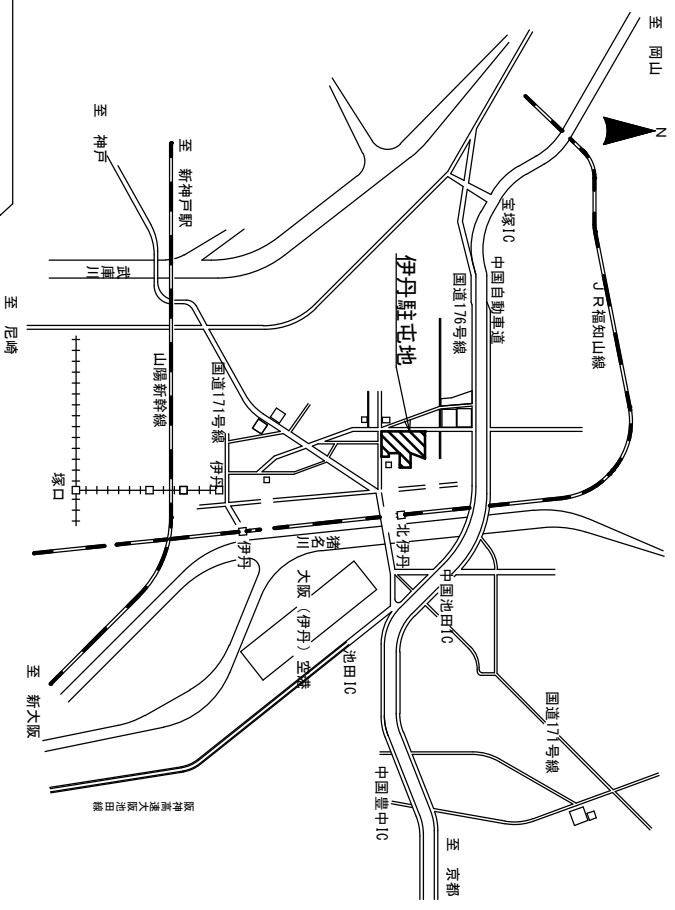 至 岡山
N
至 神戸
至 新神戸駅
宝塚IC
中国自動車道
国道176号線
JR福知山線
伊丹駐屯地
武庫川
至 尼崎
山陽新幹線
国道171号線
伊丹
塚口
北伊丹
猪名川
伊丹
中国池田IC
大阪（伊丹）空港
池田IC
至 新大阪
国道171号線
中国豊中IC
阪神高速大阪池田線
至 京都